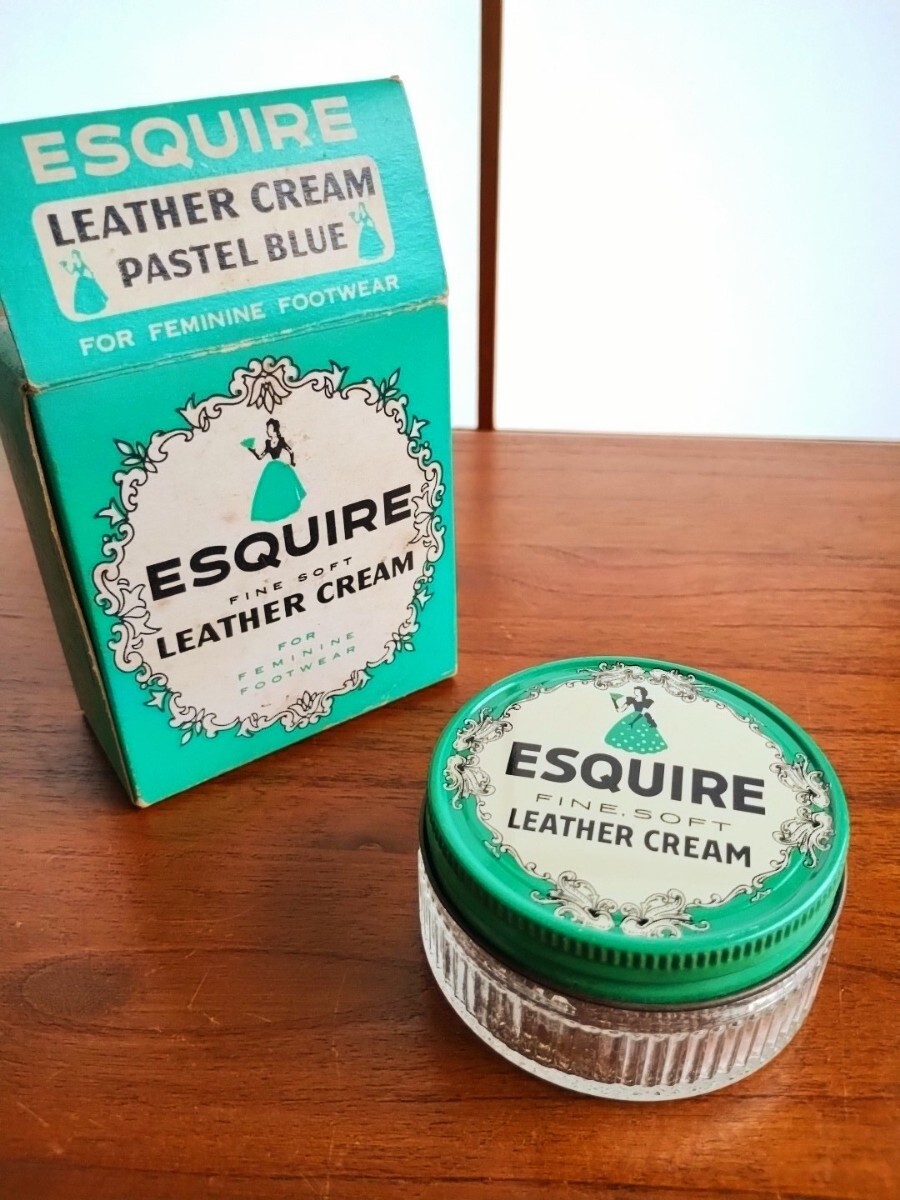 ESQUIRE
LEATHER CREAM
PASTEL BLUE
FOR FEMININE FOOTWEAR
ESQUIRE
FINE SOFT
LEATHER CREAM
FOR
FEMININE
FOOTWEAR
ESQUIRE
FINE.SOFT
LEATHER CREAM